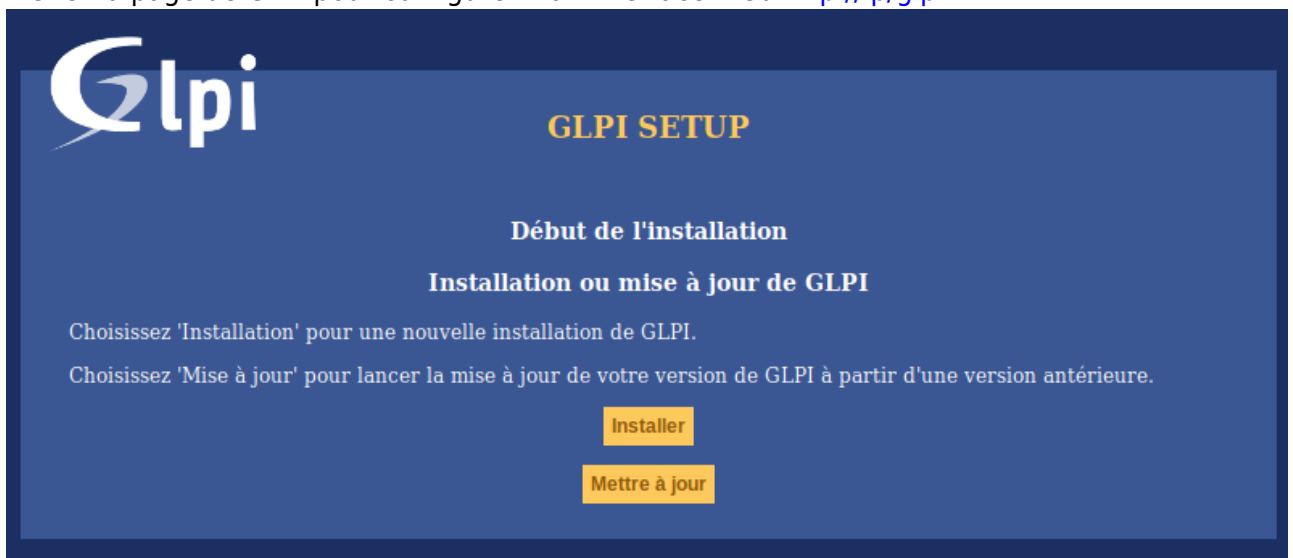 Glpi
GLPI SETUP
Début de l'installation
Installation ou mise à jour de GLPI
Choisissez 'Installation' pour une nouvelle installation de GLPI.
Choisissez 'Mise à jour' pour lancer la mise à jour de votre version de GLPI à partir d'une version antérieure.
Installer
Mettre à jour